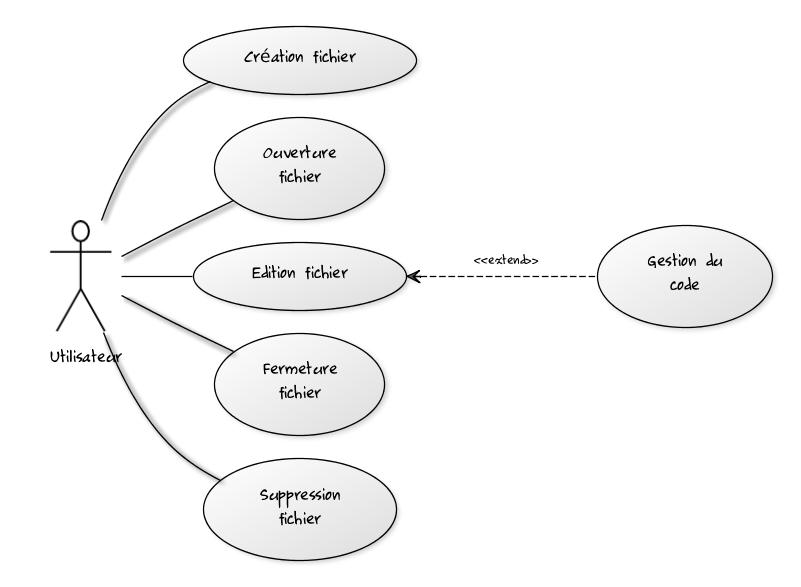 Création fichier
Ouverture
fichier
<<extend>>
Gestion du
code
Edition fichier
Utilisateur
Fermeture
fichier
Suppression
fichier